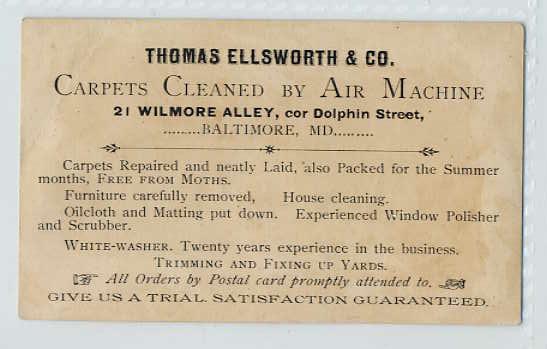 THOMAS ELLSWORTH & CO.
CARPETS CLEANED BY AIR MACHINE
21 WILMORE ALLEY, cor Dolphin Street,
.........BALTIMORE, MD.........
Carpets Repaired and neatly Laid, also Packed for the Summer
months, FREE FROM MOTHS.
Furniture carefully removed, House cleaning.
Oilcloth and Matting put down. Experienced Window Polisher
and Scrubber.
WHITE-WASHER. Twenty years experience in the business.
TRIMMING AND FIXING UP YARDS.
All Orders by Postal card promptly attended to.
GIVE US A TRIAL. SATISFACTION GUARANTEED.